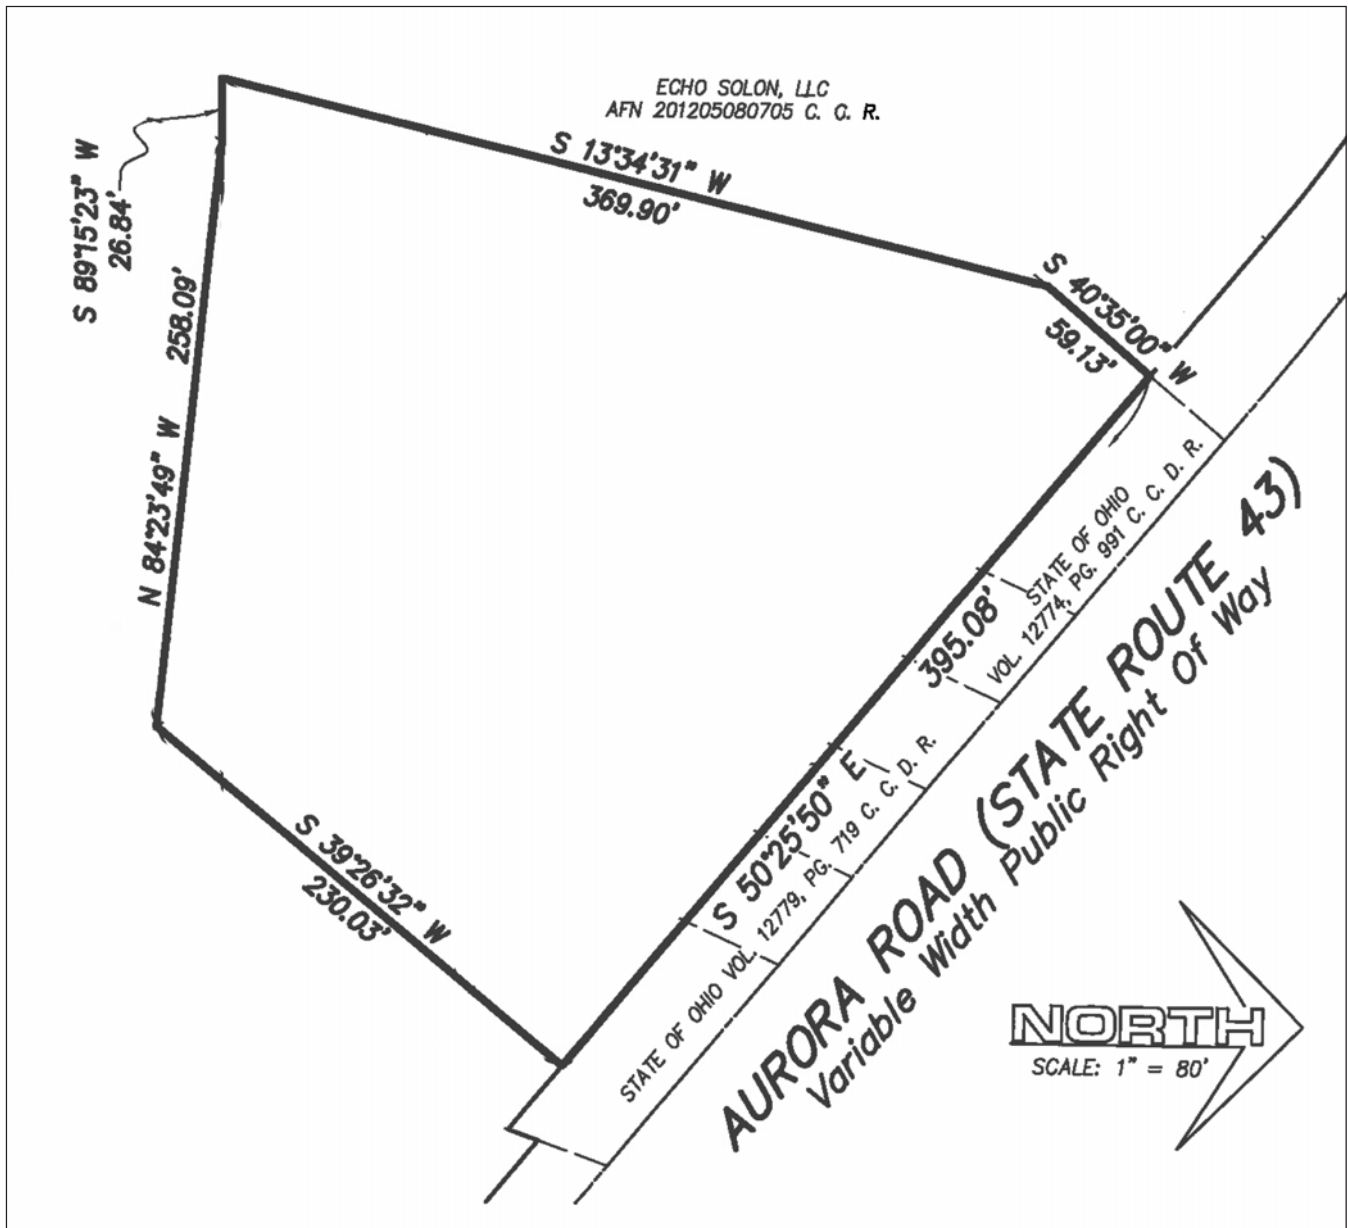 ECHO SOLON, LLC
AFN 201205080705 C. C. R.
S 13°34'31" W
369.90'
S 89°15'23" W
26.84'
S 40°35'00" W
59.13'
N 84°23'49" W 258.09'
STATE OF OHIO
VOL. 12774, PG. 991 C. C. D. R.
S 50°25'50" E 395.08'
STATE OF OHIO VOL. 12779, PG. 719 C. C. D. R.
S 39°26'32" W
230.03'
AURORA ROAD (STATE ROUTE 43)
Variable Width Public Right Of Way
NORTH
SCALE: 1" = 80'